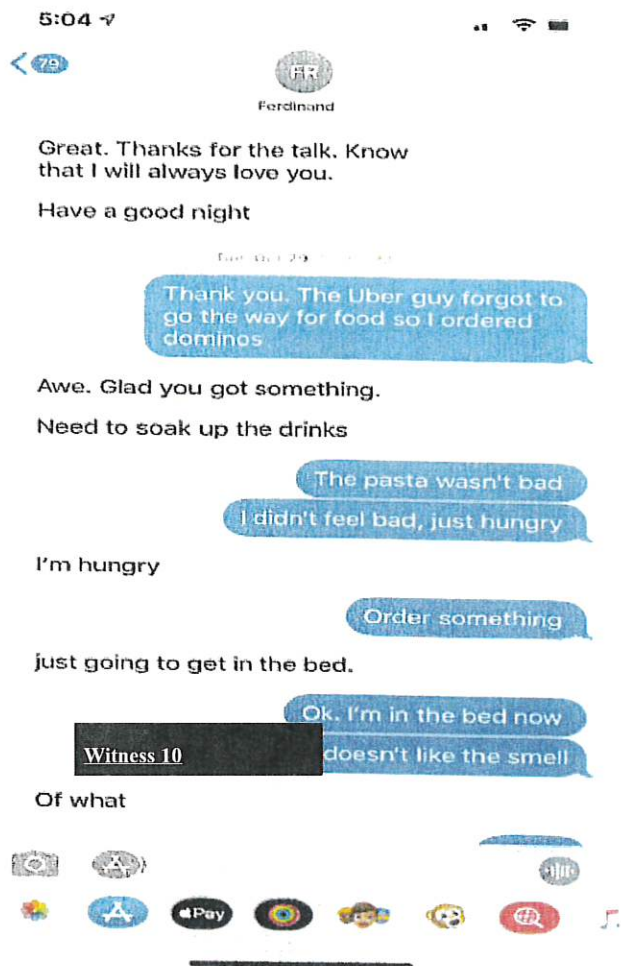 5:04
79
FR
Ferdinand
Great. Thanks for the talk. Know
that I will always love you.
Have a good night
Tue, Oct 29
Thank you. The Uber guy forgot to
go the way for food so I ordered
dominos
Awe. Glad you got something.
Need to soak up the drinks
The pasta wasn't bad
I didn't feel bad, just hungry
I'm hungry
Order something
just going to get in the bed.
Ok. I'm in the bed now
Witness 10 doesn't like the smell
Of what
Pay